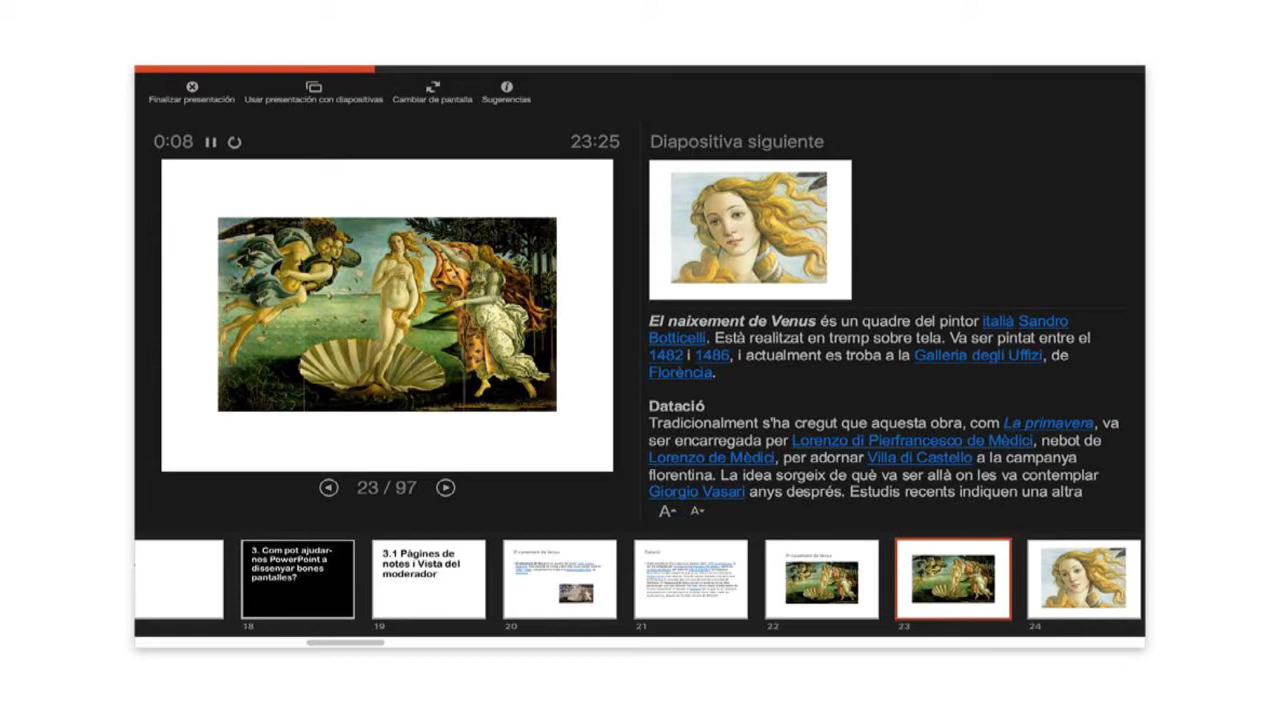 Finalizar presentación
Usar presentación con diapositivas
Cambiar de pantalla
Sugerencias
0:08
23:25
Diapositiva siguiente
El naixement de Venus és un quadre del pintor italià Sandro
Botticelli. Està realitzat en tremp sobre tela. Va ser pintat entre el
1482 i 1486, i actualment es troba a la Galleria degli Uffizi, de
Florència.
Datació
Tradicionalment s'ha cregut que aquesta obra, com La primavera, va
ser encarregada per Lorenzo di Pierfrancesco de Mèdici, nebot de
Lorenzo de Mèdici, per adornar Villa di Castello a la campanya
florentina. La idea sorgeix de què va ser allà on les va contemplar
Giorgio Vasari anys després. Estudis recents indiquen una altra
23 / 97
A A
3. Com pot ajudar-
nos PowerPoint a
dissenyar bones
pantalles?
3.1 Pàgines de
notes i Vista del
moderador
El naixement de Venus
Datació
El naixement de Venus
18
19
20
21
22
23
24